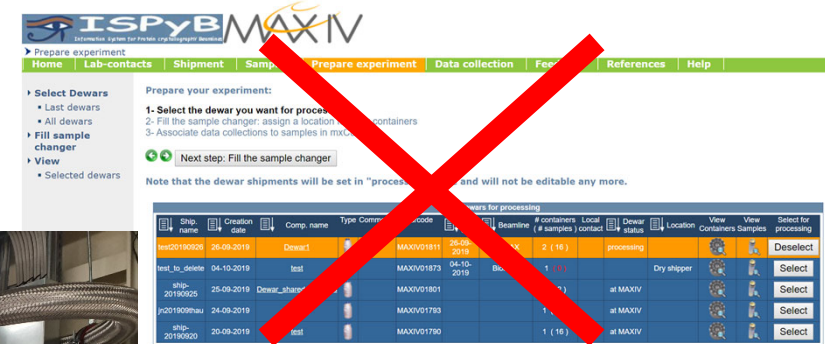 ISPyB MAXIV
Information System for Protein crystallography Beamlines
Prepare experiment
Home Lab-contacts Shipment Prepare experiment Data collection References Help
Select Dewars
Last dewars
All dewars
Fill sample
changer
View
Selected dewars
Prepare your experiment:
1- Select the dewar you want for
2- Fill the sample changer: assign a location containers
3- Associate data collections to samples in
Next step: Fill the sample changer
Note that the dewar shipments will be set in "process and will not be editable any more.
for processing
Ship. name Creation date Comp. name Type Beamline # containers ( # samples ) Local contact Dewar status Location View Containers View Samples Select for processing
test20190926 26-09-2019 Dewar1 MAXIV01811 26-09-2019 2 ( 16 ) processing Deselect
test_to_delete 04-10-2019 test MAXIV01873 04-10-2019 1 Dry shipper Select
ship-20190925 25-09-2019 Dewar_shared MAXIV01801 at MAXIV Select
jn201909thau 24-09-2019 MAXIV01793 at MAXIV Select
ship-20190920 20-09-2019 test MAXIV01790 1 ( 16 ) at MAXIV Select